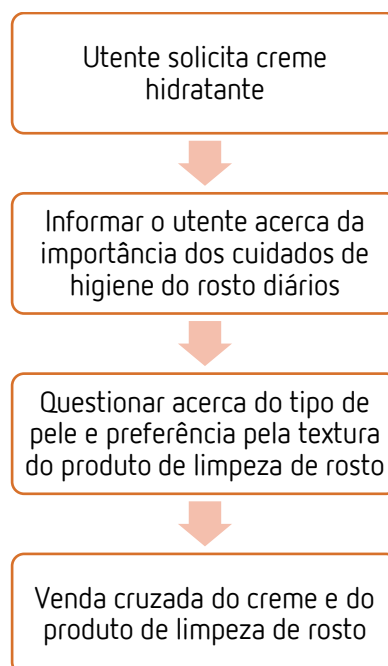 Utente solicita creme
hidratante
Informar o utente acerca da
importância dos cuidados de
higiene do rosto diários
Questionar acerca do tipo de
pele e preferência pela textura
do produto de limpeza de rosto
Venda cruzada do creme e do
produto de limpeza de rosto